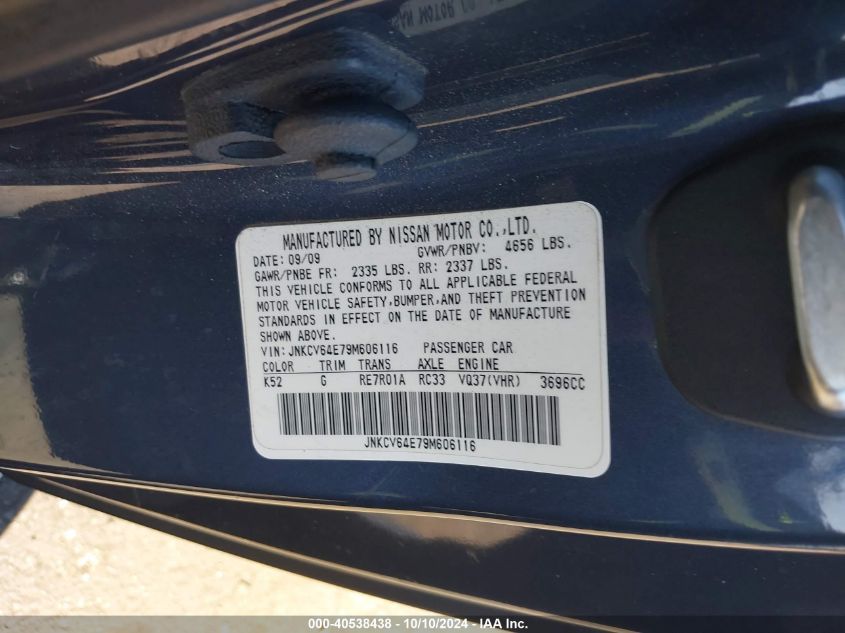 MANUFACTURED BY NISSAN MOTOR CO.,LTD.
DATE: 09/09 GVWR/PNBV: 4656 LBS.
GAWR/PNBE FR: 2335 LBS. RR: 2337 LBS.
THIS VEHICLE CONFORMS TO ALL APPLICABLE FEDERAL
MOTOR VEHICLE SAFETY,BUMPER,AND THEFT PREVENTION
STANDARDS IN EFFECT ON THE DATE OF MANUFACTURE
SHOWN ABOVE.
VIN: JNKCV64E79M606116 PASSENGER CAR
COLOR TRIM TRANS AXLE ENGINE
K52 G RE7R01A RC33 VQ37(VHR) 3696CC
JNKCV64E79M606116
000-40538438 - 10/10/2024 - IAA Inc.